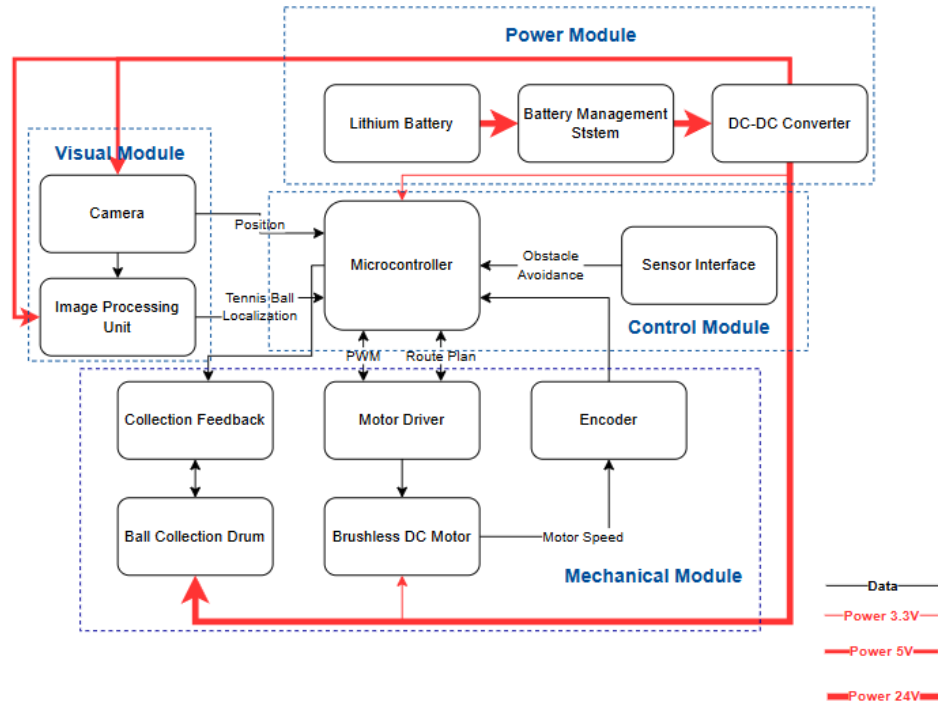 Power Module
Lithium Battery
Battery Management
Ststem
DC-DC Converter
Visual Module
Camera
Position
Microcontroller
Obstacle
Avoidance
Sensor Interface
Image Processing
Unit
Tennis Ball
Localization
Control Module
PWM
Route Plan
Collection Feedback
Motor Driver
Encoder
Ball Collection Drum
Brushless DC Motor
Motor Speed
Mechanical Module
Data
Power 3.3V
Power 5V
Power 24V